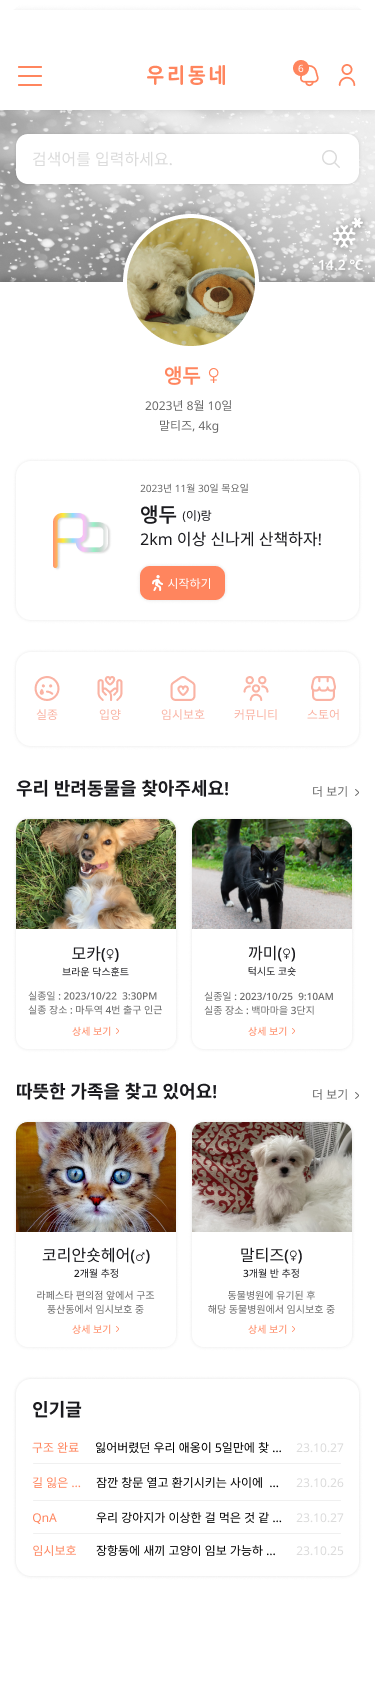 우리동네
6
검색어를 입력하세요.
14.2.°C
앵두 ♀
2023년 8월 10일
말티즈, 4kg
2023년 11월 30일 목요일
앵두 (이)랑
2km 이상 신나게 산책하자!
시작하기
실종 입양 임시보호 커뮤니티 스토어
우리 반려동물을 찾아주세요! 더 보기 >
모카(♀)
브라운 닥스훈트
실종일 : 2023/10/22 3:30PM
실종 장소 : 마두역 4번 출구 인근
상세 보기 >
까미(♀)
턱시도 코숏
실종일 : 2023/10/25 9:10AM
실종 장소 : 백마마을 3단지
상세 보기 >
따뜻한 가족을 찾고 있어요! 더 보기 >
코리안숏헤어(♂)
2개월 추정
라페스타 편의점 앞에서 구조
풍산동에서 임시보호 중
상세 보기 >
말티즈(♀)
3개월 반 추정
동물병원에 유기된 후
해당 동물병원에서 임시보호 중
상세 보기 >
인기글
구조 완료 잃어버렸던 우리 애옹이 5일만에 찾 ... 23.10.27
길 잃은 ... 잠깐 창문 열고 환기시키는 사이에 ... 23.10.26
QnA 우리 강아지가 이상한 걸 먹은 것 같 ... 23.10.27
임시보호 장항동에 새끼 고양이 임보 가능하 ... 23.10.25